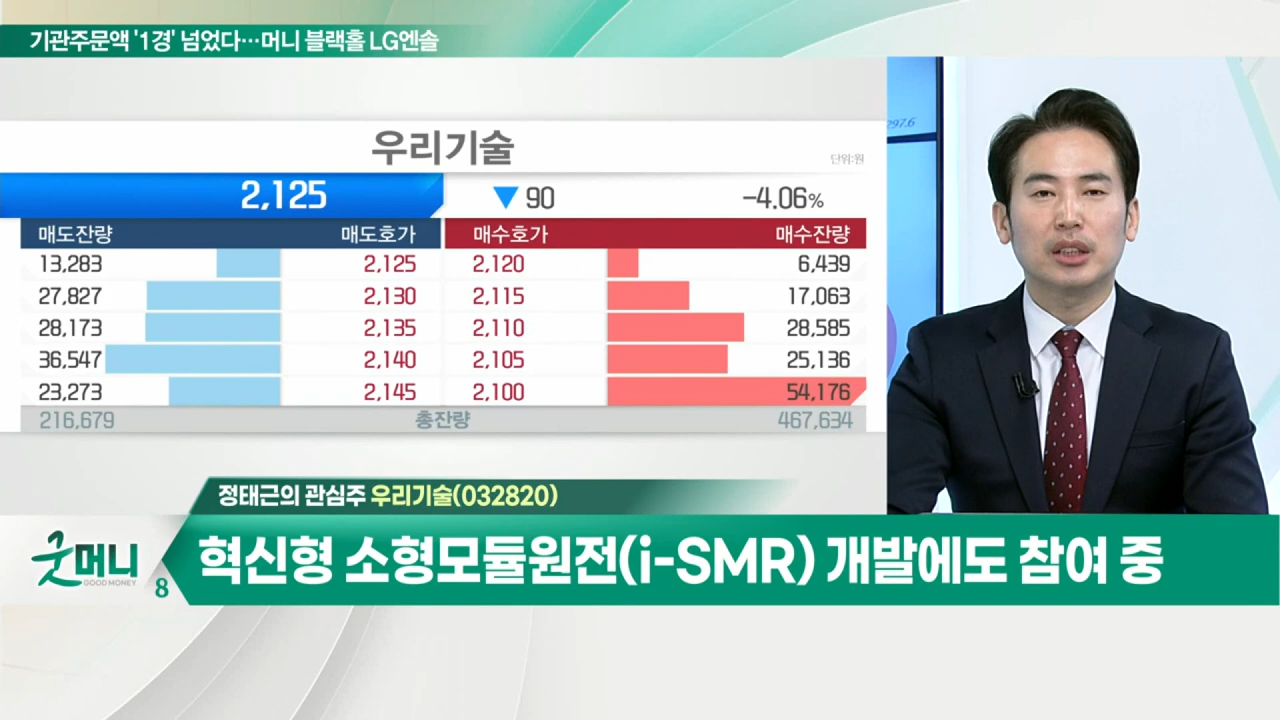 기관주문액 '1경' 넘었다…머니 블랙홀 LG엔솔
297.6
우리기술
단위:원
2,125 ▼ 90 -4.06%
매도잔량 매도호가 매수호가 매수잔량
13,283 2,125 2,120 6,439
27,827 2,130 2,115 17,063
28,173 2,135 2,110 28,585
36,547 2,140 2,105 25,136
23,273 2,145 2,100 54,176
216,679 총잔량 467,634
정태근의 관심주 우리기술(032820)
굿머니
GOOD MONEY
8
혁신형 소형모듈원전(i-SMR) 개발에도 참여 중